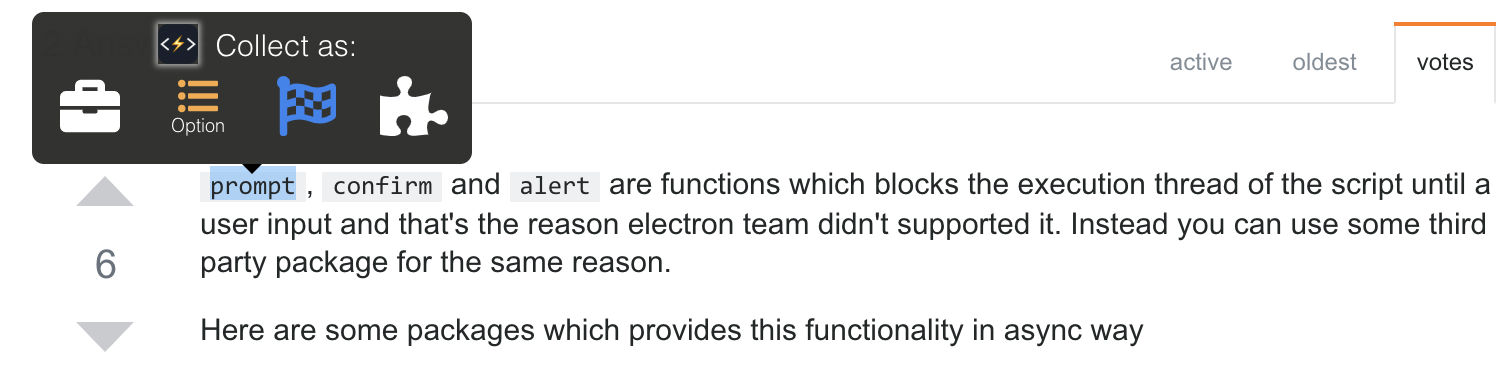 <⚡> Collect as:
Option
active oldest votes
prompt, confirm and alert are functions which blocks the execution thread of the script until a
user input and that's the reason electron team didn't supported it. Instead you can use some third
6
party package for the same reason.
Here are some packages which provides this functionality in async way